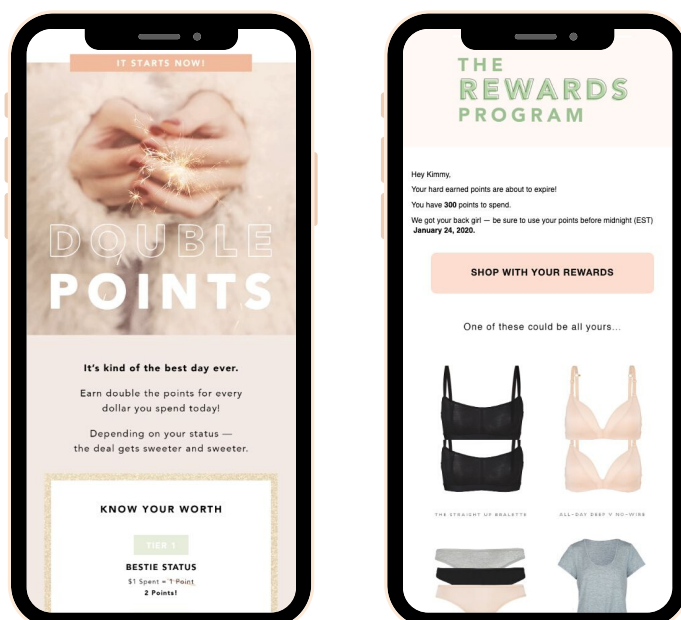 IT STARTS NOW!
DOUBLE
POINTS
It's kind of the best day ever.
Earn double the points for every
dollar you spend today!
Depending on your status —
the deal gets sweeter and sweeter.
KNOW YOUR WORTH
TIER 1
BESTIE STATUS
$1 Spent = 1 Point
2 Points!
THE
REWARDS
PROGRAM
Hey Kimmy,
Your hard earned points are about to expire!
You have 300 points to spend.
We got your back girl — be sure to use your points before midnight (EST)
January 24, 2020.
SHOP WITH YOUR REWARDS
One of these could be all yours...
THE STRAIGHT UP BRALETTE
ALL-DAY DEEP V NO-WIRE